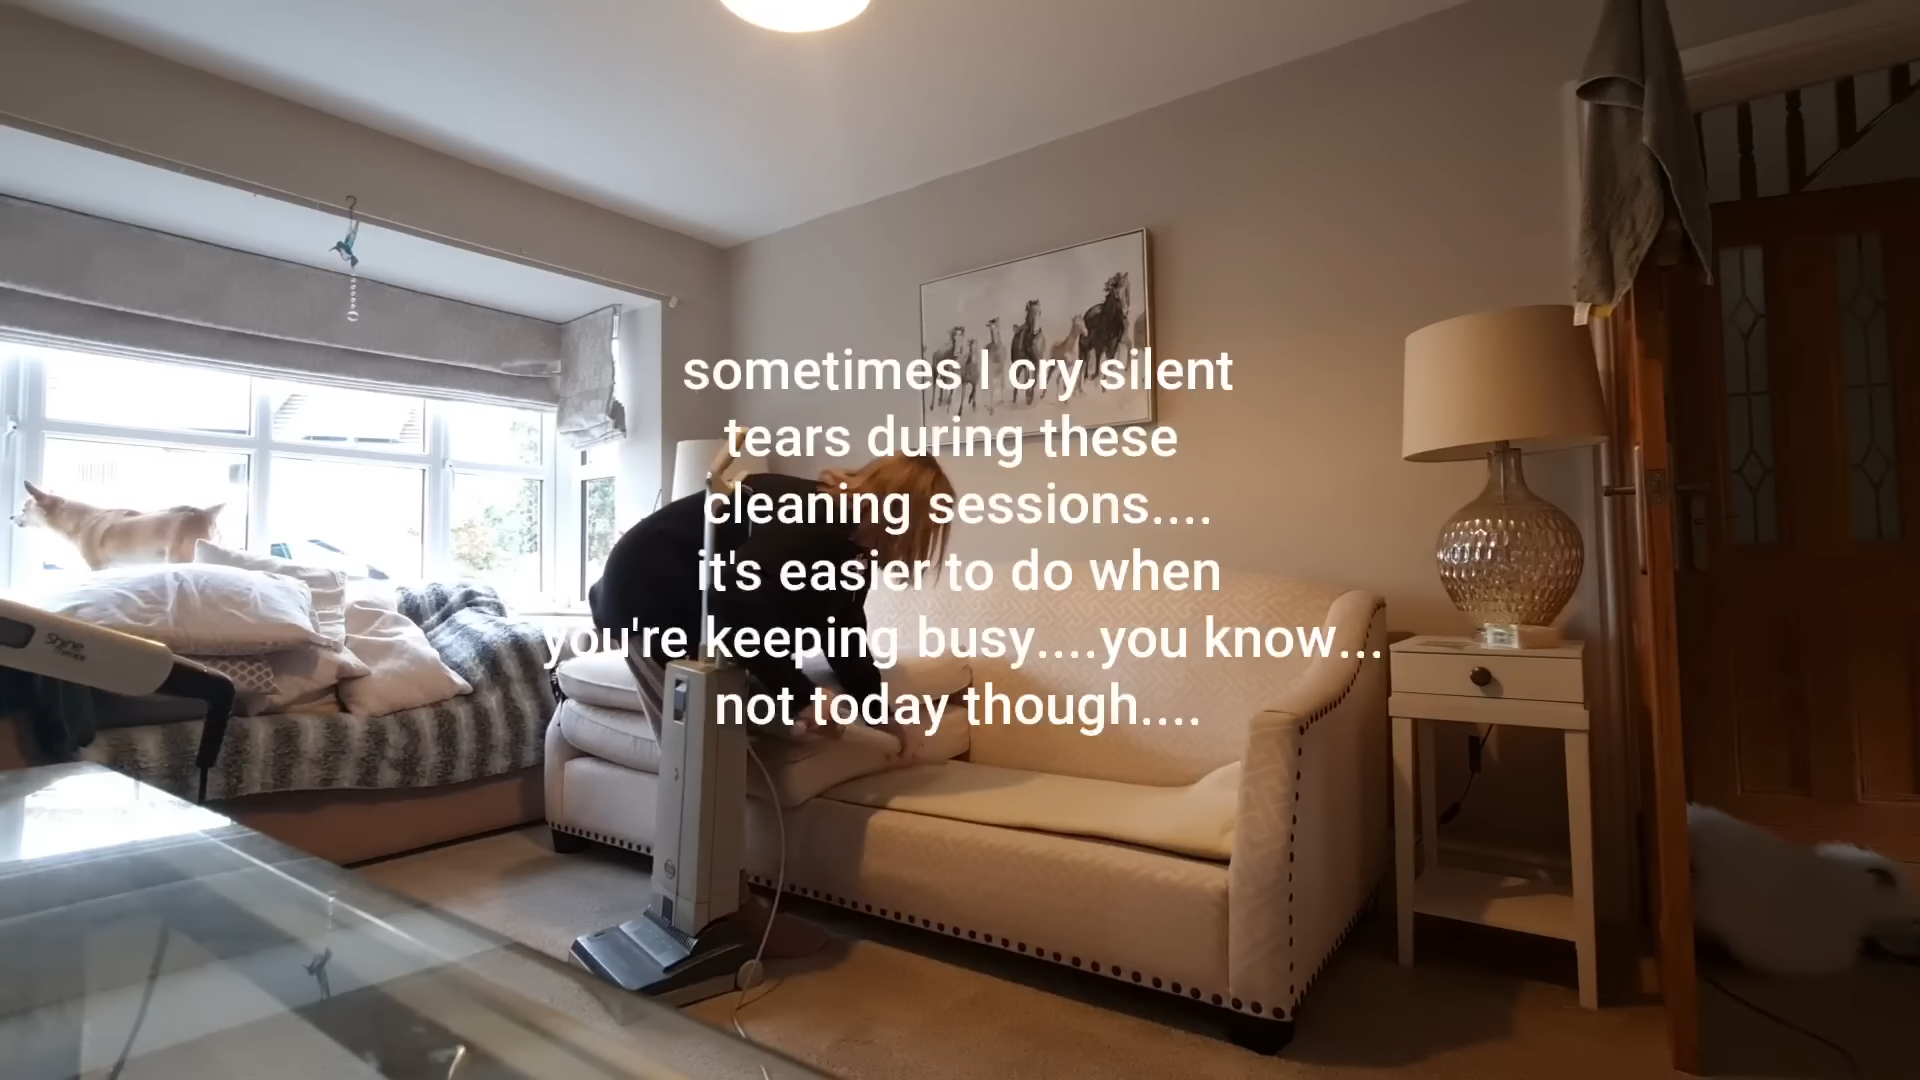 sometimes I cry silent
tears during these
cleaning sessions....
it's easier to do when
you're keeping busy....you know...
not today though....
Shine